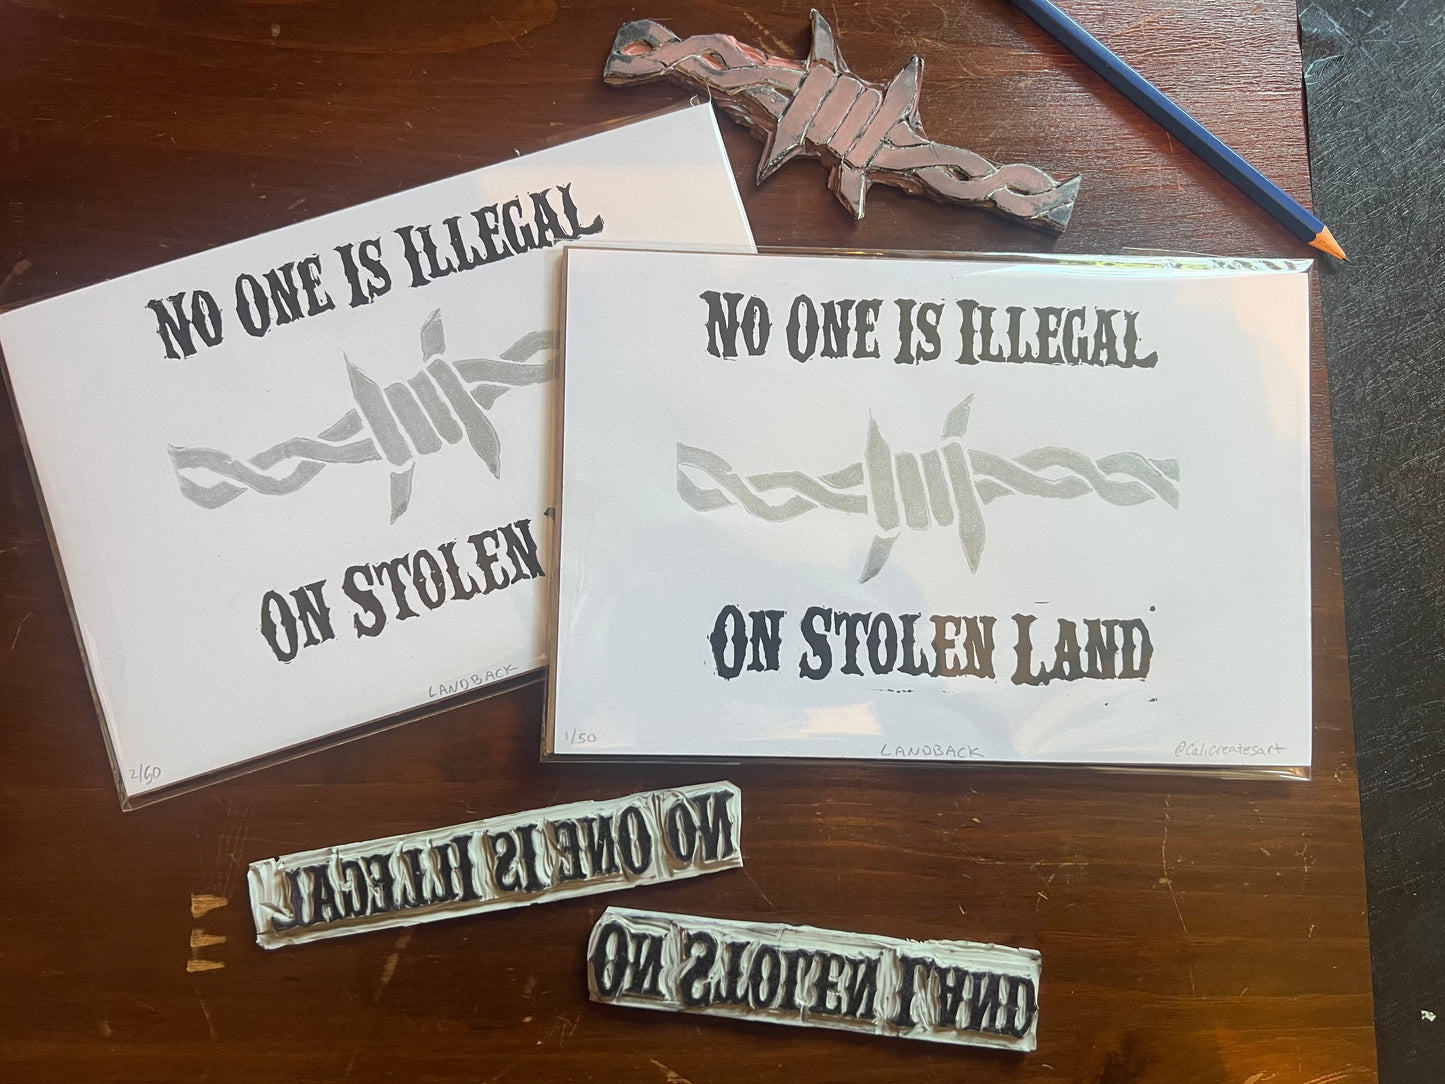 NO ONE IS ILLEGAL
ON STOLEN
LANDBACK
2/50
NO ONE IS ILLEGAL
ON STOLEN LAND
1/50
LANDBACK
@Calicreatesart
NO ONE IS ILLEGAL
ON STOLEN LAND